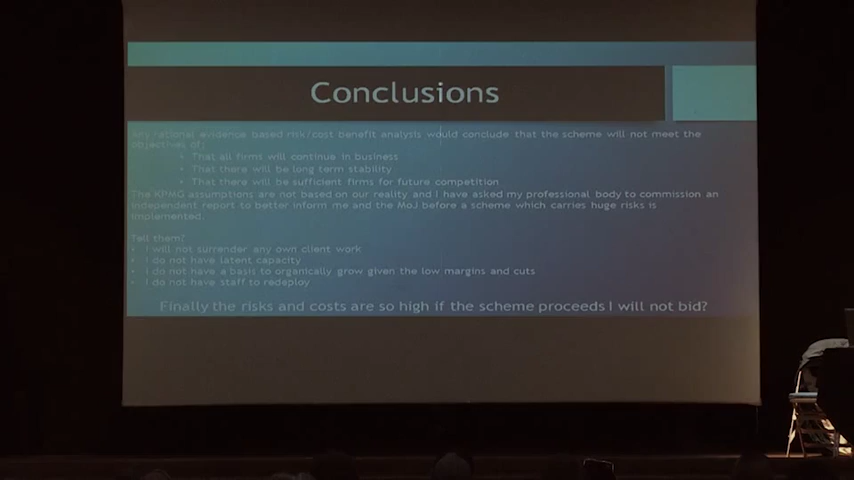 Conclusions
Any rational evidence based risk/cost benefit analysis would conclude that the scheme will not meet the
objectives of;
• That all firms will continue in business
• That there will be long term stability
• That there will be sufficient firms for future competition
The KPMG assumptions are not based on our reality and I have asked my professional body to commission an
independent report to better inform me and the MoJ before a scheme which carries huge risks is
implemented.
Tell them?
• I will not surrender any own client work
• I do not have latent capacity
• I do not have a basis to organically grow given the low margins and cuts
• I do not have staff to redeploy
Finally the risks and costs are so high if the scheme proceeds I will not bid?